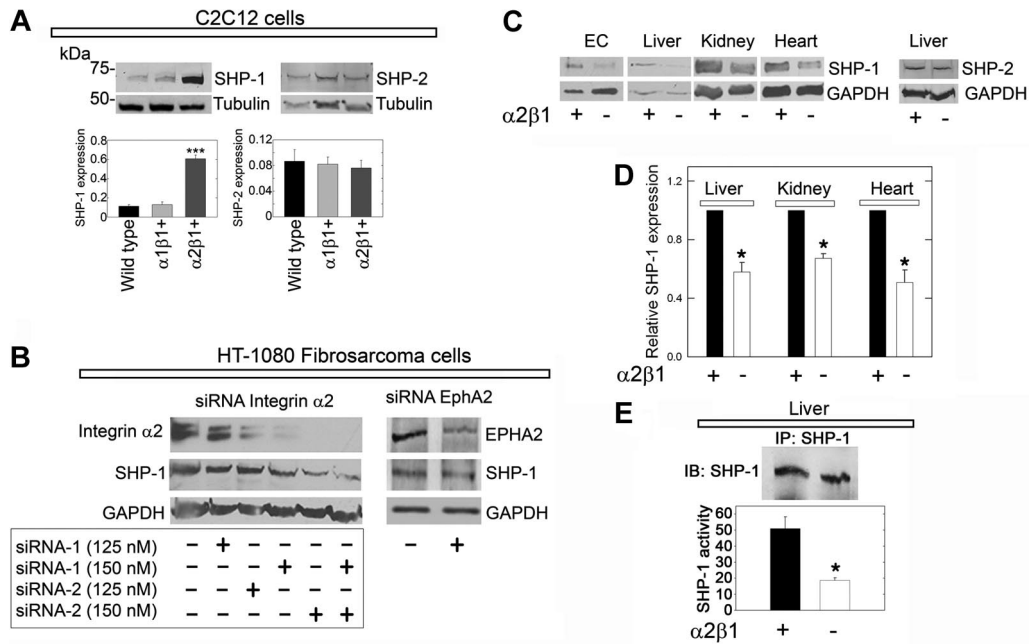 A
C2C12 cells
kDa
75-
50-
SHP-1
Tubulin
SHP-2
Tubulin
SHP-1 expression
0.8
0.6
0.4
0.2
0
***
Wild type
α1β1+
α2β1+
SHP-2 expression
0.12
0.08
0.04
0
Wild type
α1β1+
α2β1+
B
HT-1080 Fibrosarcoma cells
siRNA Integrin α2
siRNA EphA2
Integrin α2
EPHA2
SHP-1
SHP-1
GAPDH
GAPDH
siRNA-1 (125 nM) – + – – – –
siRNA-1 (150 nM) – – – + – +
siRNA-2 (125 nM) – – + – – –
siRNA-2 (150 nM) – – – – + +
– +
C
EC Liver Kidney Heart Liver
SHP-1
SHP-2
GAPDH
GAPDH
α2β1 + - + - + - + - + -
D
Relative SHP-1 expression
1.2
0.8
0.4
0.0
Liver Kidney Heart
* * *
α2β1 + - + - + -
E
Liver
IP: SHP-1
IB: SHP-1
SHP-1 activity
60
50
40
30
20
10
0
*
α2β1 + -